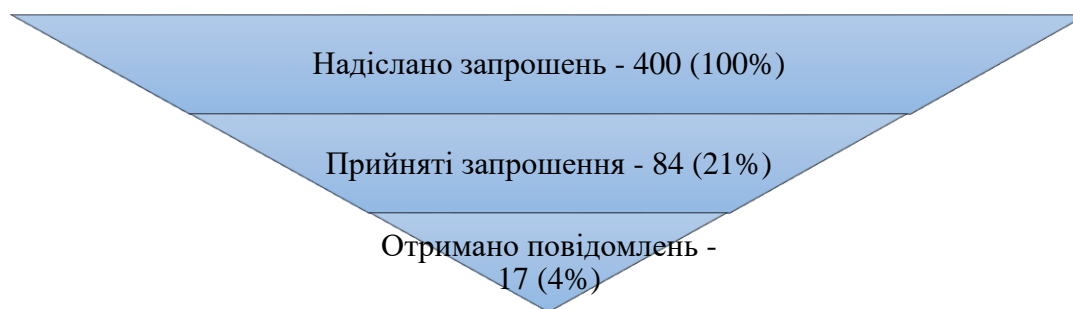 Надіслано запрошень - 400 (100%)
Прийняті запрошення - 84 (21%)
Отримано повідомлень -
17 (4%)